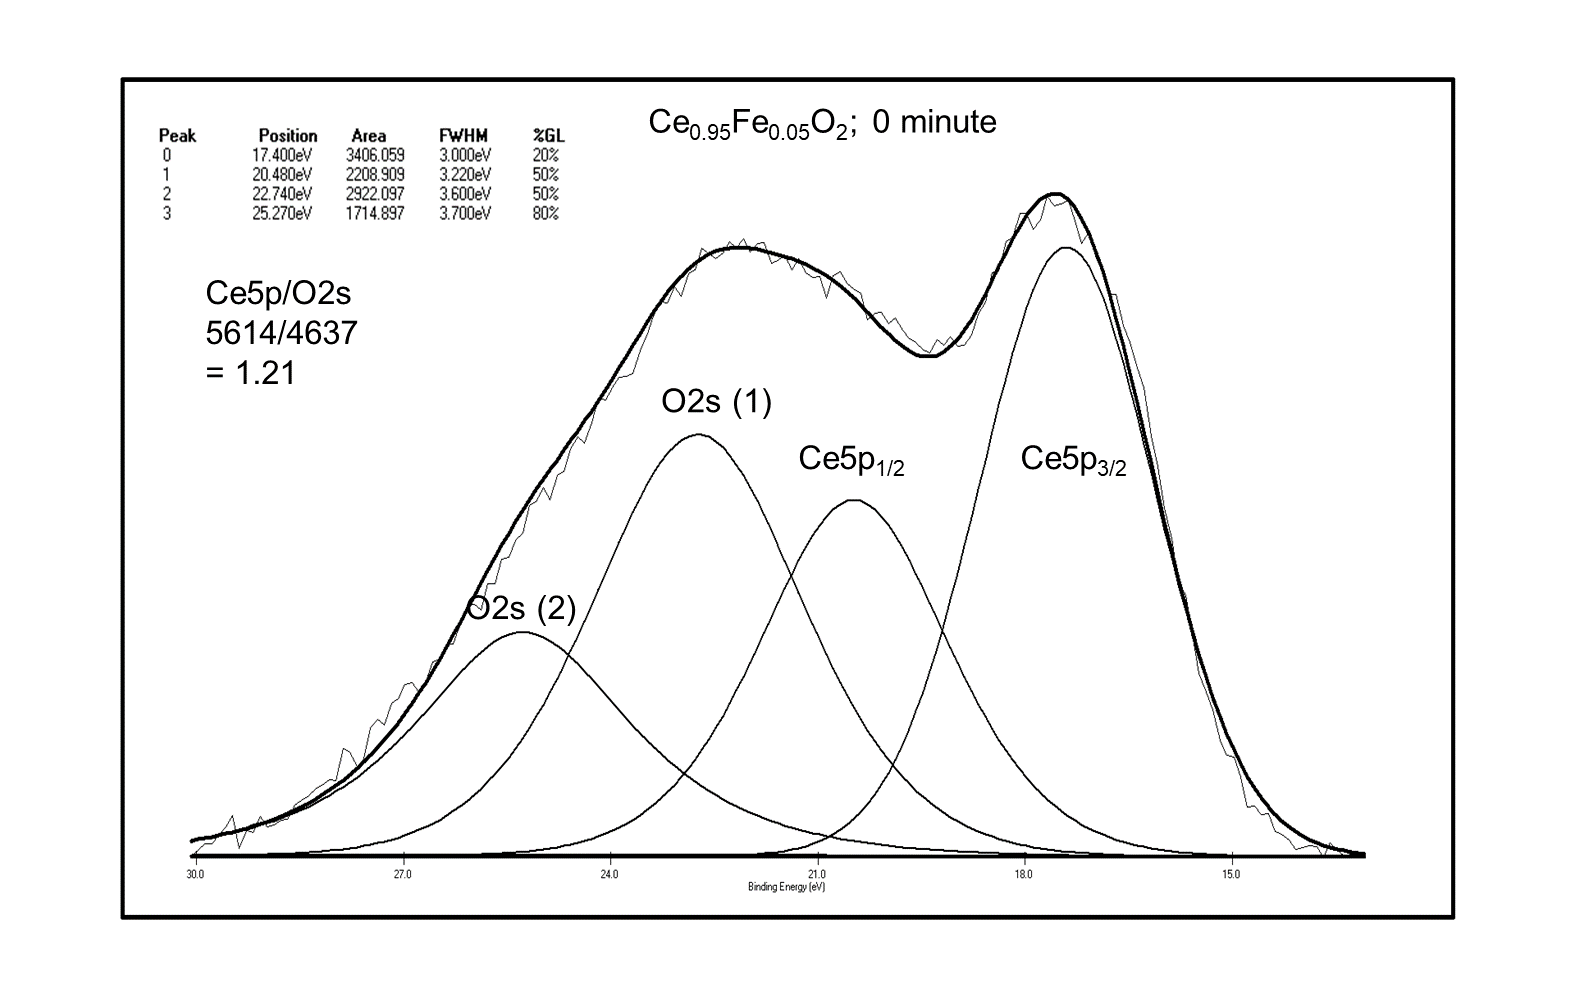 Ce0.95Fe0.05O2; 0 minute
Peak Position Area FWHM %GL
0 17.400eV 3406.059 3.000eV 20%
1 20.480eV 2208.909 3.220eV 50%
2 22.740eV 2922.097 3.600eV 50%
3 25.270eV 1714.897 3.700eV 80%
Ce5p/O2s
5614/4637
= 1.21
O2s (1)
Ce5p1/2
Ce5p3/2
O2s (2)
30.0 27.0 24.0 21.0 18.0 15.0
Binding Energy (eV)